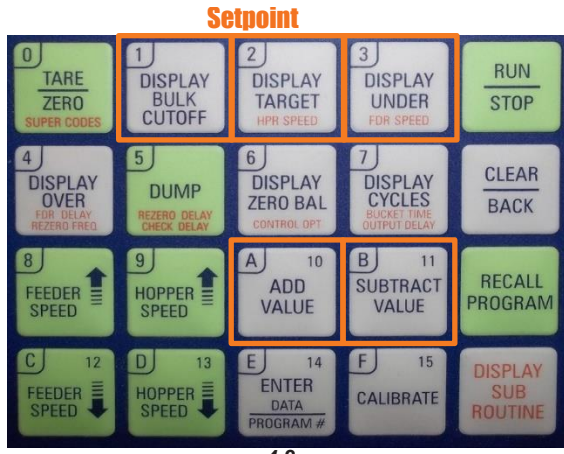 Setpoint
0
TARE
ZERO
SUPER CODES
1
DISPLAY
BULK
CUTOFF
2
DISPLAY
TARGET
HPR SPEED
3
DISPLAY
UNDER
FDR SPEED
RUN
STOP
4
DISPLAY
OVER
FDR DELAY
REZERO FREQ.
5
DUMP
REZERO DELAY
CHECK DELAY
6
DISPLAY
ZERO BAL
CONTROL OPT
7
DISPLAY
CYCLES
BUCKET TIME
OUTPUT DELAY
CLEAR
BACK
8
FEEDER
SPEED
9
HOPPER
SPEED
A 10
ADD
VALUE
B 11
SUBTRACT
VALUE
RECALL
PROGRAM
C 12
FEEDER
SPEED
D 13
HOPPER
SPEED
E 14
ENTER
DATA
PROGRAM #
F 15
CALIBRATE
DISPLAY
SUB
ROUTINE